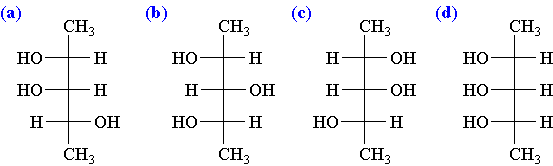 (a) (b) (c) (d)
CH3 CH3 CH3 CH3
HO H HO H H OH HO H
HO H H OH H OH HO H
H OH HO H HO H HO H
CH3 CH3 CH3 CH3